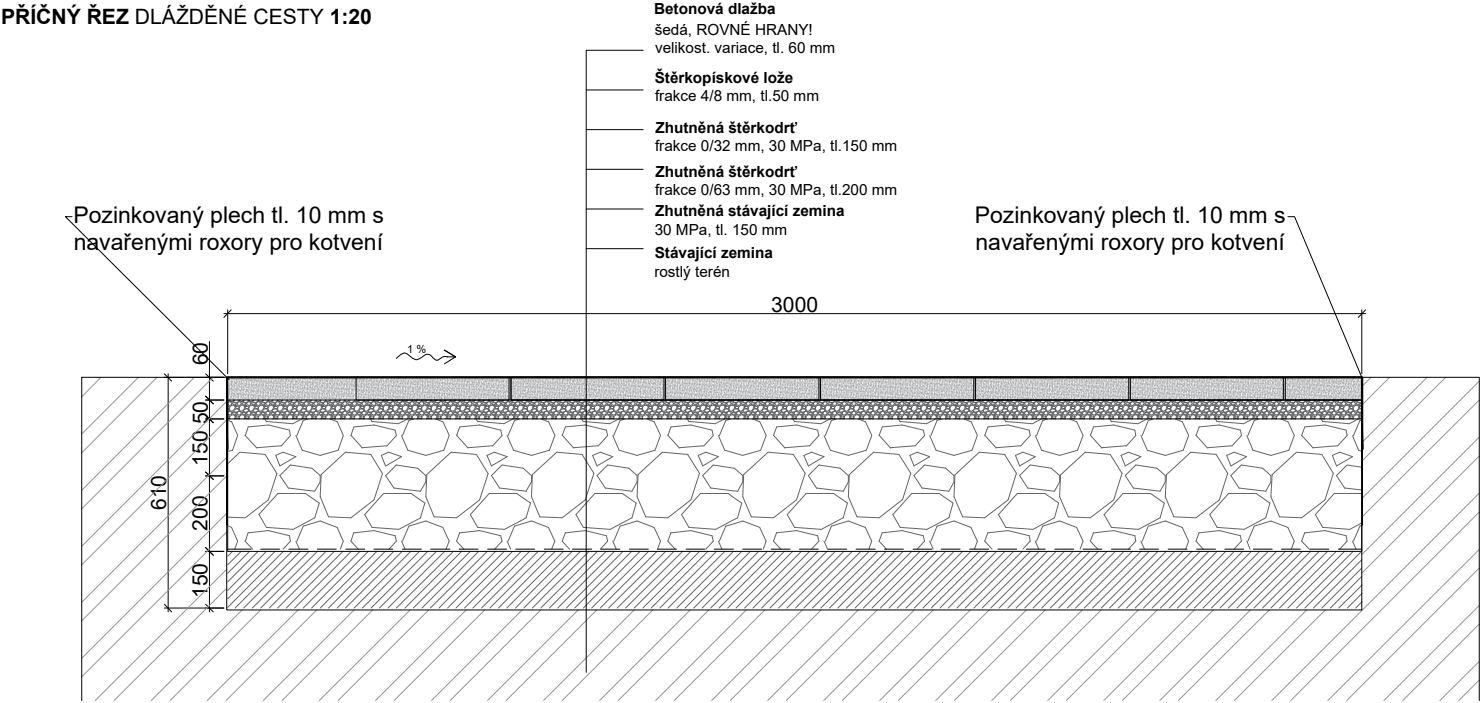 PŘÍČNÝ ŘEZ DLÁŽDĚNÉ CESTY 1:20
Betonová dlažba
šedá, ROVNÉ HRANY!
velikost. variace, tl. 60 mm
Štěrkopískové lože
frakce 4/8 mm, tl.50 mm
Zhutněná štěrkodrť
frakce 0/32 mm, 30 MPa, tl.150 mm
Zhutněná štěrkodrť
frakce 0/63 mm, 30 MPa, tl.200 mm
Zhutněná stávající zemina
30 MPa, tl. 150 mm
Stávající zemina
rostlý terén
Pozinkovaný plech tl. 10 mm s
navařenými roxory pro kotvení
Pozinkovaný plech tl. 10 mm s
navařenými roxory pro kotvení
3000
1 %
60
50
150
200
150
610